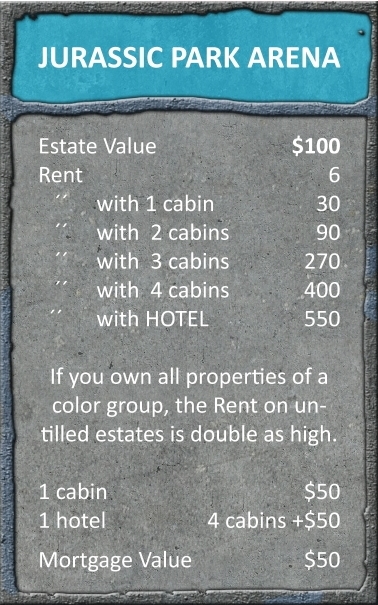 JURASSIC PARK ARENA
Estate Value $100
Rent 6
´´ with 1 cabin 30
´´ with 2 cabins 90
´´ with 3 cabins 270
´´ with 4 cabins 400
´´ with HOTEL 550
If you own all properties of a
color group, the Rent on un-
tilled estates is double as high.
1 cabin $50
1 hotel 4 cabins +$50
Mortgage Value $50